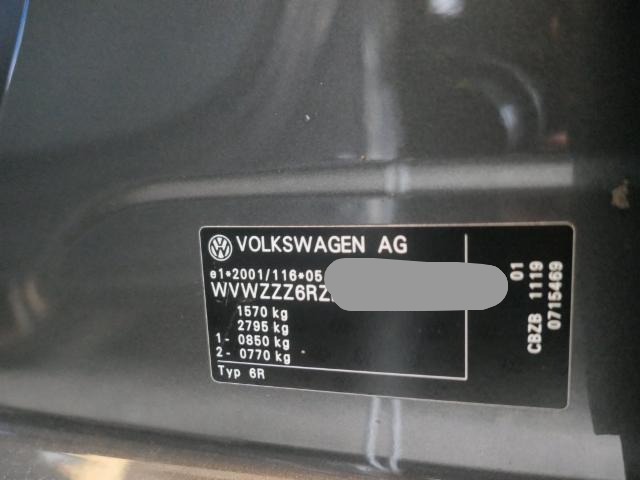 VOLKSWAGEN AG
e1*2001/116*05
WVWZZZ6RZ
1570 kg
2795 kg
1- 0850 kg
2- 0770 kg
Typ 6R
01
CBZB 1119
0715469